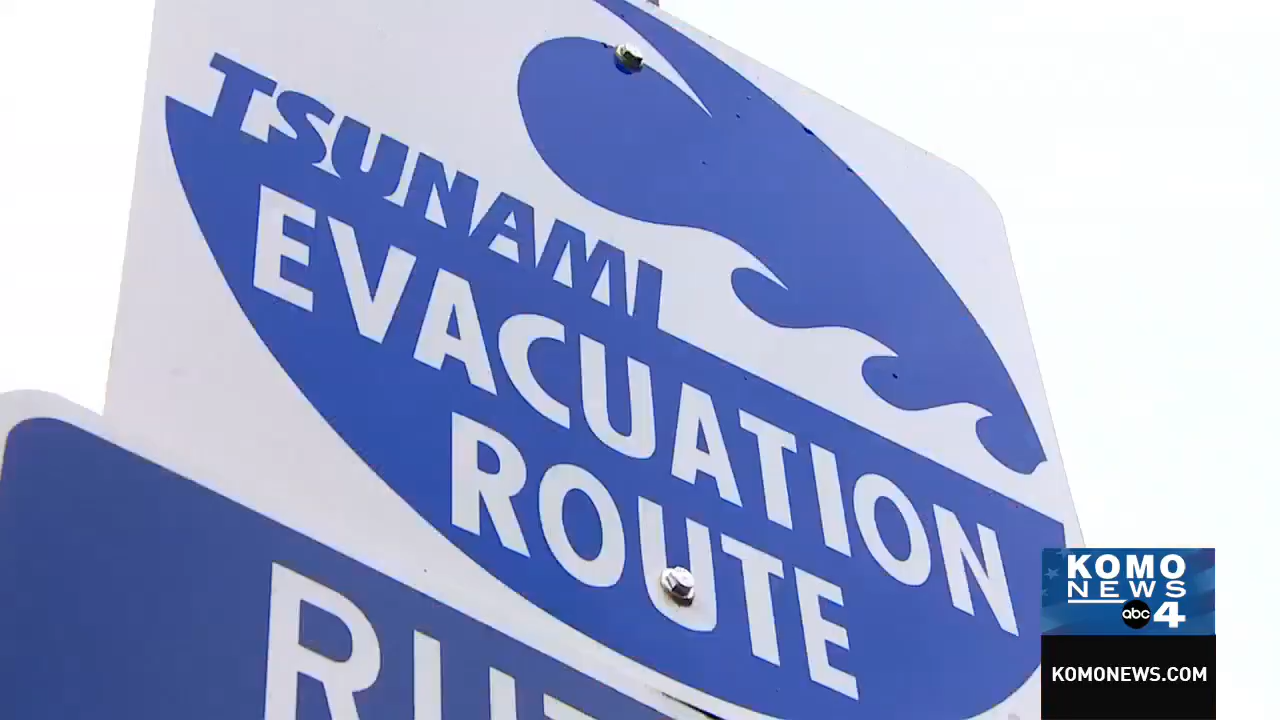 TSUNAMI
EVACUATION
ROUTE
KOMO
NEWS
abc 4
KOMONEWS.COM